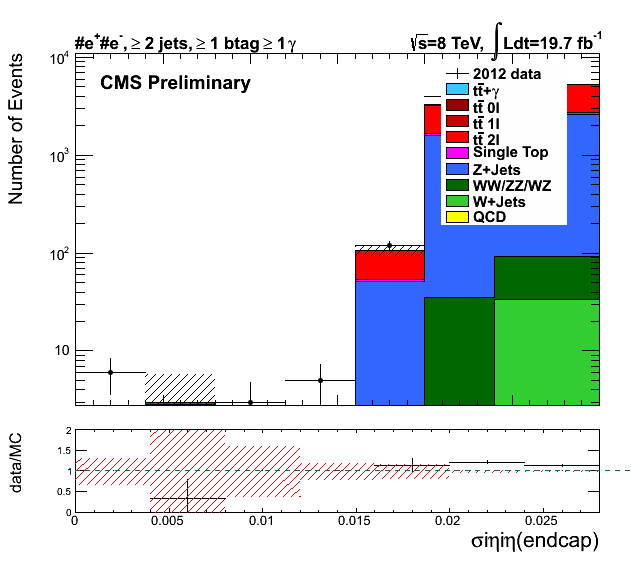 #e⁺#e⁻, ≥ 2 jets, ≥ 1 btag ≥ 1 γ
√s=8 TeV, ∫ Ldt=19.7 fb⁻¹
CMS Preliminary
Number of Events
10⁴
10³
10²
10
2012 data
tt̄+γ
tt̄ 0l
tt̄ 1l
tt̄ 2l
Single Top
Z+Jets
WW/ZZ/WZ
W+Jets
QCD
data/MC
2
1.5
1
0.5
0
0 0.005 0.01 0.015 0.02 0.025
σiηiη(endcap)